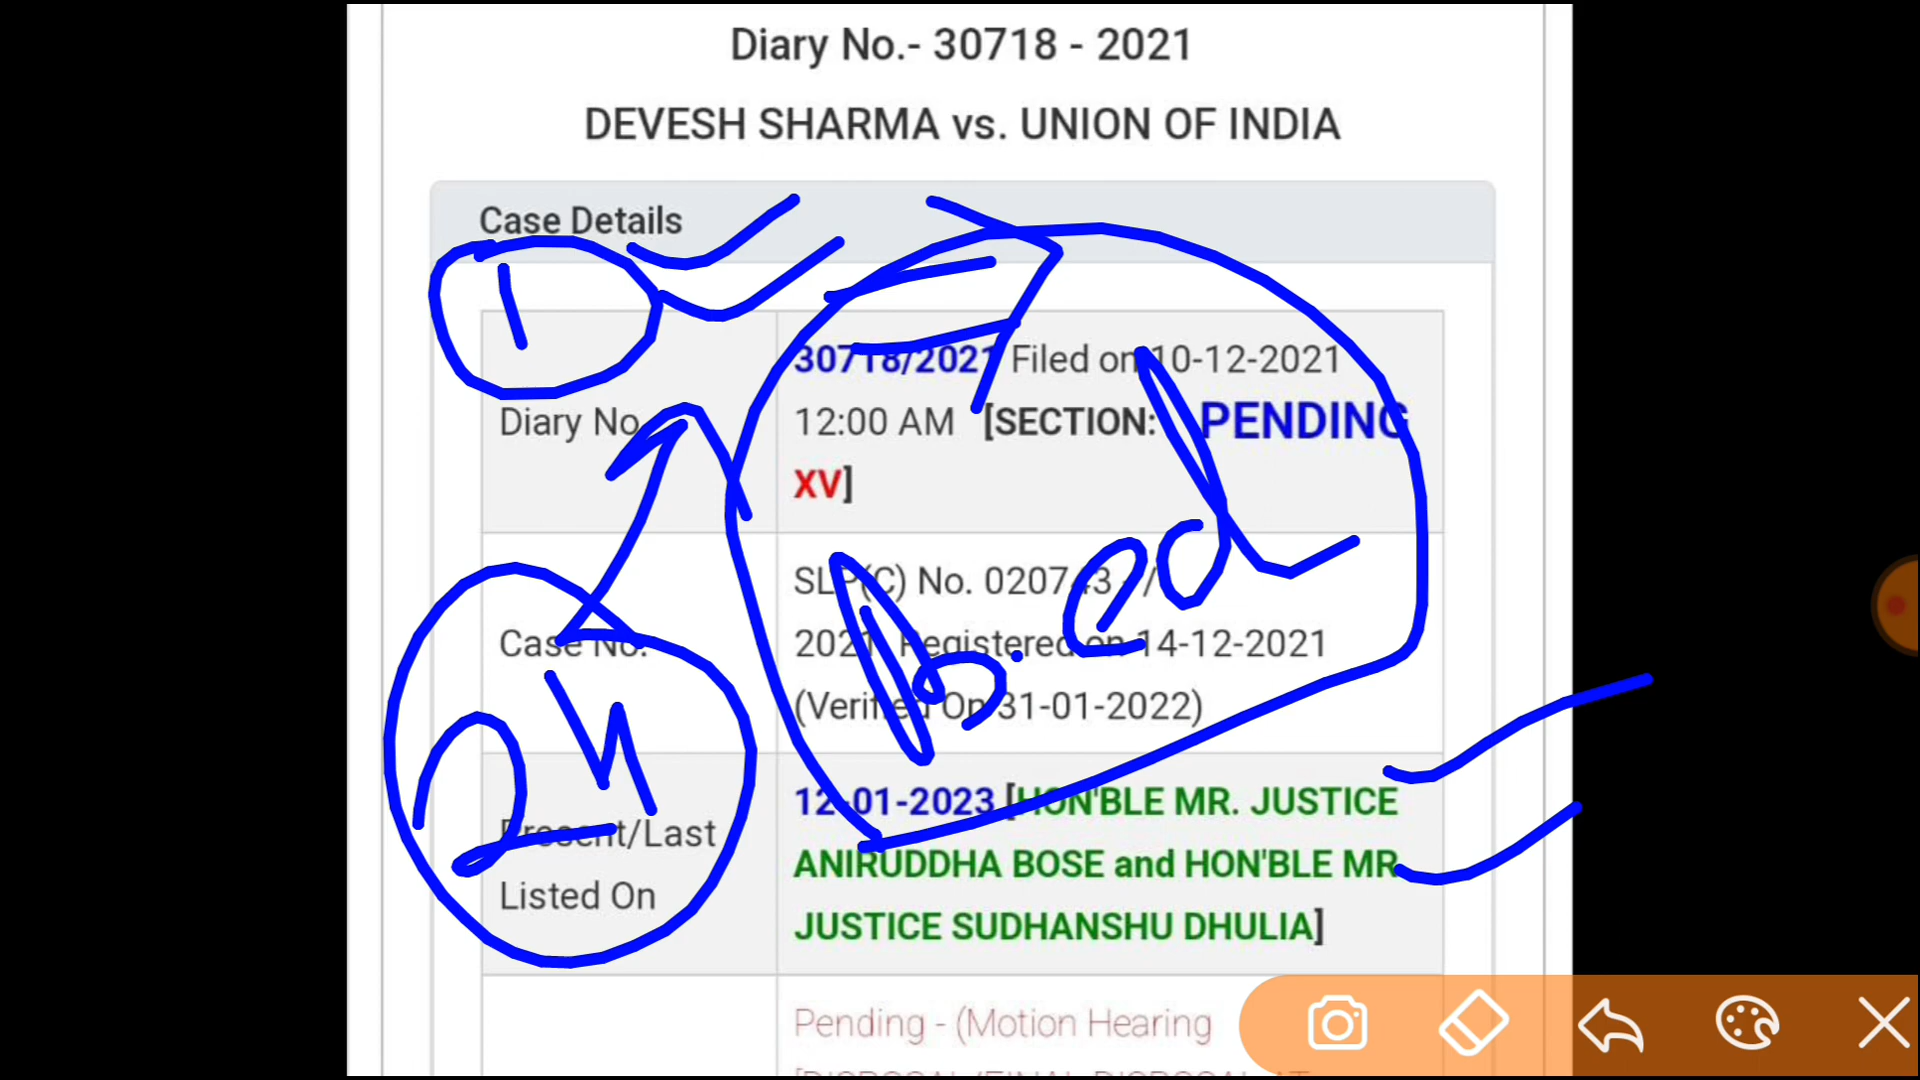 Diary No.- 30718 - 2021
DEVESH SHARMA vs. UNION OF INDIA
Case Details
1
Diary No.
30718/2021 Filed on 10-12-2021
12:00 AM [SECTION: PENDING
XV]
B.ed
Case No.
SLP(C) No. 020743 - /
2021 Registered on 14-12-2021
(Verified On 31-01-2022)
24
Present/Last
Listed On
12-01-2023 [HON'BLE MR. JUSTICE
ANIRUDDHA BOSE and HON'BLE MR.
JUSTICE SUDHANSHU DHULIA]
Pending - (Motion Hearing